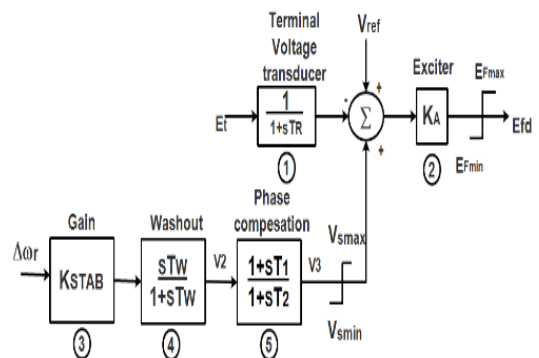 Terminal
Voltage
transducer
Vref
Exciter
EFmax
1
1+sTR
-
+
Σ
+
KA
Et
Efd
EFmin
1
2
Phase
compesation
Gain
Washout
Vsmax
Δωr
KSTAB
sTw
1+sTw
V2
1+sT1
1+sT2
V3
Vsmin
3
4
5